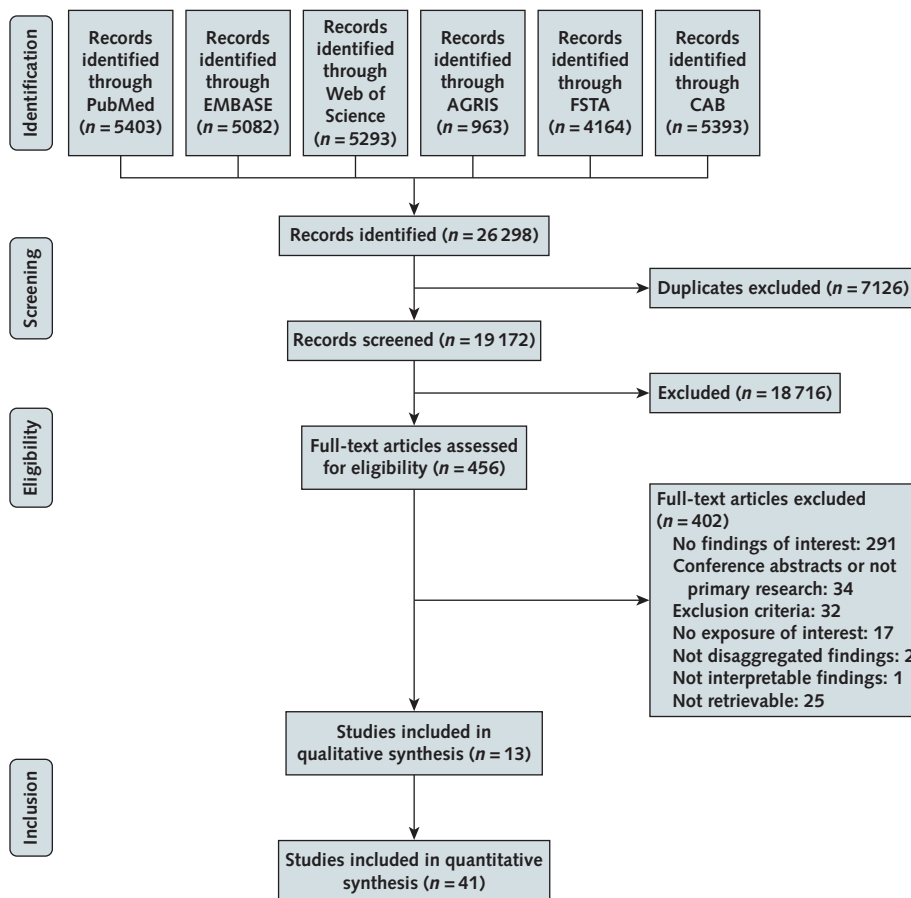 Identification
Records
identified
through
PubMed
(n = 5403)
Records
identified
through
EMBASE
(n = 5082)
Records
identified
through
Web of
Science
(n = 5293)
Records
identified
through
AGRIS
(n = 963)
Records
identified
through
FSTA
(n = 4164)
Records
identified
through
CAB
(n = 5393)
Records identified (n = 26 298)
Screening
Duplicates excluded (n = 7126)
Records screened (n = 19 172)
Excluded (n = 18 716)
Eligibility
Full-text articles assessed
for eligibility (n = 456)
Full-text articles excluded
(n = 402)
No findings of interest: 291
Conference abstracts or not
primary research: 34
Exclusion criteria: 32
No exposure of interest: 17
Not disaggregated findings: 2
Not interpretable findings: 1
Not retrievable: 25
Studies included in
qualitative synthesis (n = 13)
Inclusion
Studies included in quantitative
synthesis (n = 41)